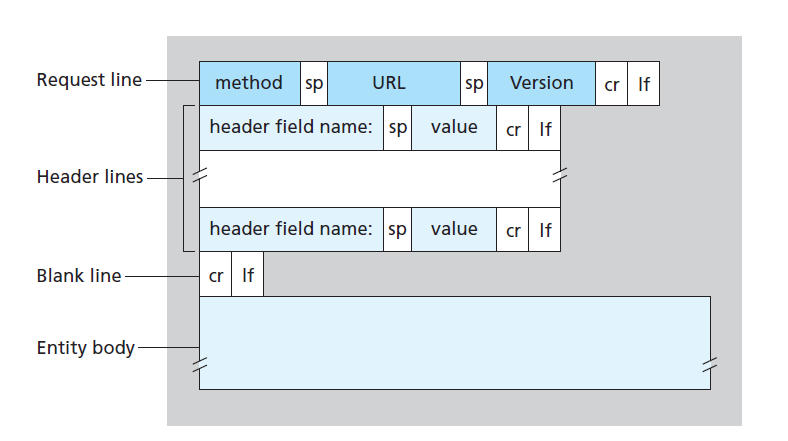 Request line method sp URL sp Version cr lf
header field name: sp value cr lf
Header lines
header field name: sp value cr lf
Blank line cr lf
Entity body